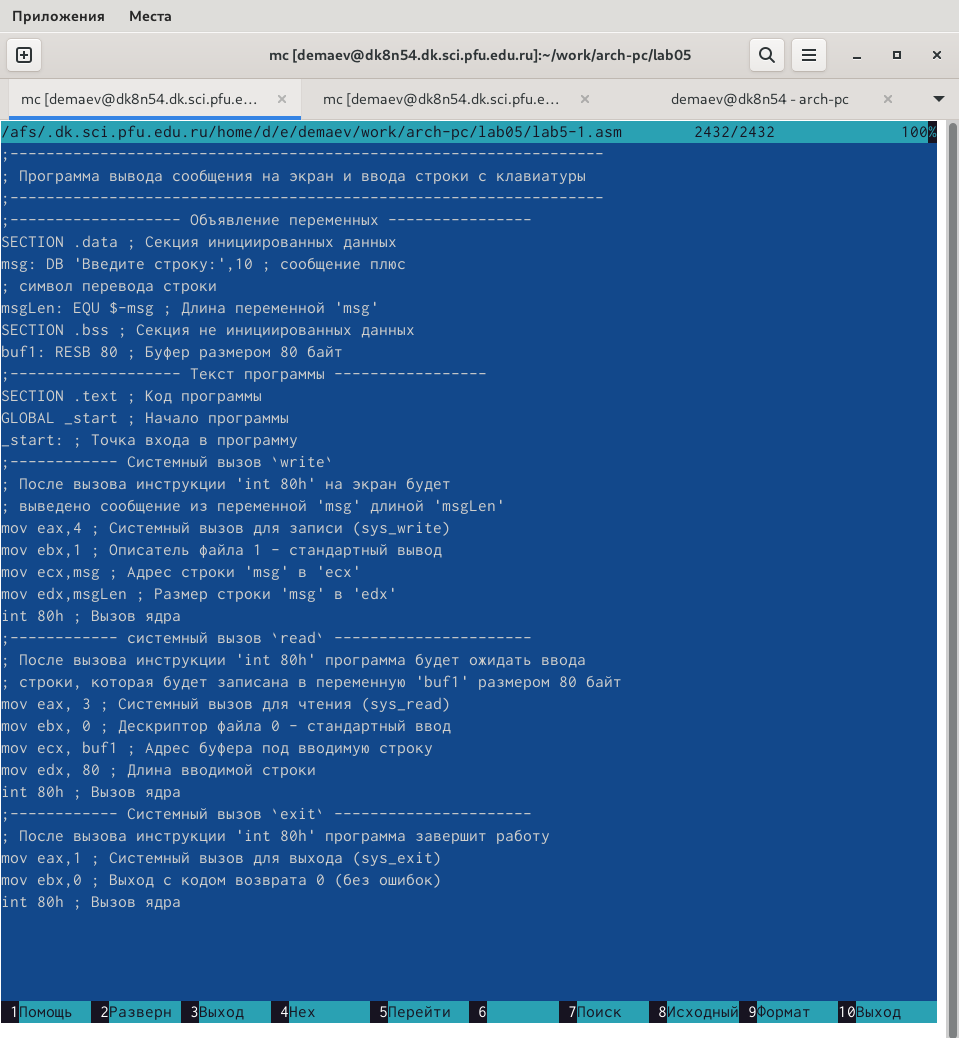 Приложения Места
mc [demaev@dk8n54.dk.sci.pfu.edu.ru]:~/work/arch-pc/lab05
mc [demaev@dk8n54.dk.sci.pfu.e… × mc [demaev@dk8n54.dk.sci.pfu.e… × demaev@dk8n54 - arch-pc ×
/afs/.dk.sci.pfu.edu.ru/home/d/e/demaev/work/arch-pc/lab05/lab5-1.asm 2432/2432 100%
;------------------------------------------------------------------
; Программа вывода сообщения на экран и ввода строки с клавиатуры
;------------------------------------------------------------------
;------------------- Объявление переменных ----------------
SECTION .data ; Секция инициированных данных
msg: DB 'Введите строку:',10 ; сообщение плюс
; символ перевода строки
msgLen: EQU $-msg ; Длина переменной 'msg'
SECTION .bss ; Секция не инициированных данных
buf1: RESB 80 ; Буфер размером 80 байт
;------------------- Текст программы -----------------
SECTION .text ; Код программы
GLOBAL _start ; Начало программы
_start: ; Точка входа в программу
;------------ Cистемный вызов `write`
; После вызова инструкции 'int 80h' на экран будет
; выведено сообщение из переменной 'msg' длиной 'msgLen'
mov eax,4 ; Системный вызов для записи (sys_write)
mov ebx,1 ; Описатель файла 1 - стандартный вывод
mov ecx,msg ; Адрес строки 'msg' в 'ecx'
mov edx,msgLen ; Размер строки 'msg' в 'edx'
int 80h ; Вызов ядра
;------------ системный вызов `read` ----------------------
; После вызова инструкции 'int 80h' программа будет ожидать ввода
; строки, которая будет записана в переменную 'buf1' размером 80 байт
mov eax, 3 ; Системный вызов для чтения (sys_read)
mov ebx, 0 ; Дескриптор файла 0 - стандартный ввод
mov ecx, buf1 ; Адрес буфера под вводимую строку
mov edx, 80 ; Длина вводимой строки
int 80h ; Вызов ядра
;------------ Системный вызов `exit` ----------------------
; После вызова инструкции 'int 80h' программа завершит работу
mov eax,1 ; Системный вызов для выхода (sys_exit)
mov ebx,0 ; Выход с кодом возврата 0 (без ошибок)
int 80h ; Вызов ядра
1Помощь 2Разверн 3Выход 4Hex 5Перейти 6 7Поиск 8Исходный 9Формат 10Выход